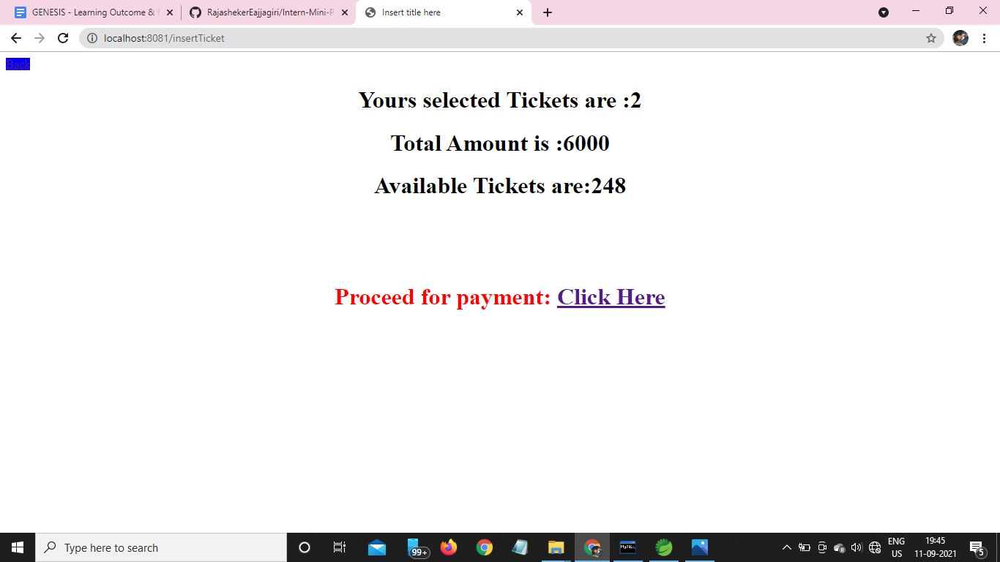 GENESIS - Learning Outcome &
RajashekerEajjagiri/Intern-Mini-P
Insert title here
localhost:8081/insertTicket
Back
Yours selected Tickets are :2
Total Amount is :6000
Available Tickets are:248
Proceed for payment: Click Here
Type here to search
99+
MySQL
ENG
US
19:45
11-09-2021
5